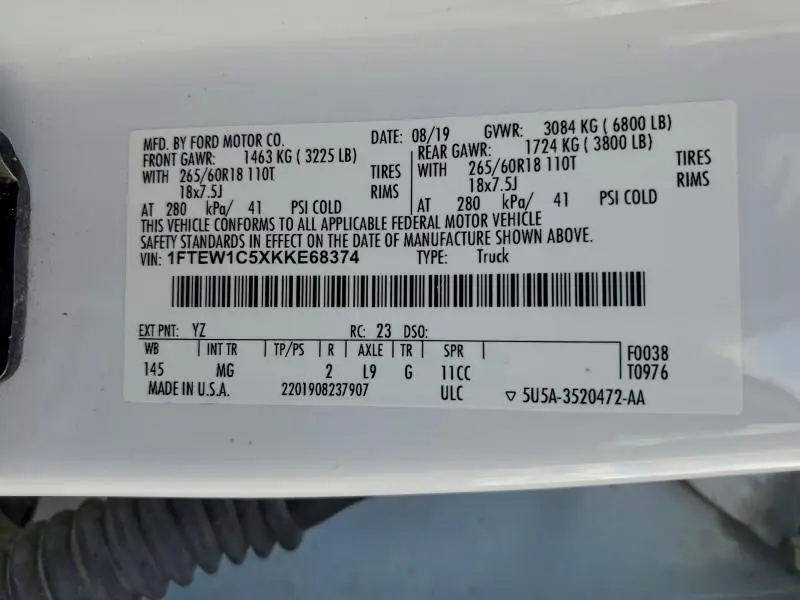 MFD. BY FORD MOTOR CO.
DATE: 08/19 GVWR: 3084 KG ( 6800 LB)
FRONT GAWR: 1463 KG ( 3225 LB)
REAR GAWR: 1724 KG ( 3800 LB)
WITH 265/60R18 110T TIRES
WITH 265/60R18 110T TIRES
18x7.5J RIMS
18x7.5J RIMS
AT 280 kPa/ 41 PSI COLD
AT 280 kPa/ 41 PSI COLD
THIS VEHICLE CONFORMS TO ALL APPLICABLE FEDERAL MOTOR VEHICLE
SAFETY STANDARDS IN EFFECT ON THE DATE OF MANUFACTURE SHOWN ABOVE.
VIN: 1FTEW1C5XKKE68374 TYPE: Truck
EXT PNT: YZ RC: 23 DSO:
WB INT TR TP/PS R AXLE TR SPR
F0038
145 MG 2 L9 G 11CC
T0976
MADE IN U.S.A. 2201908237907 ULC ▽ 5U5A-3520472-AA